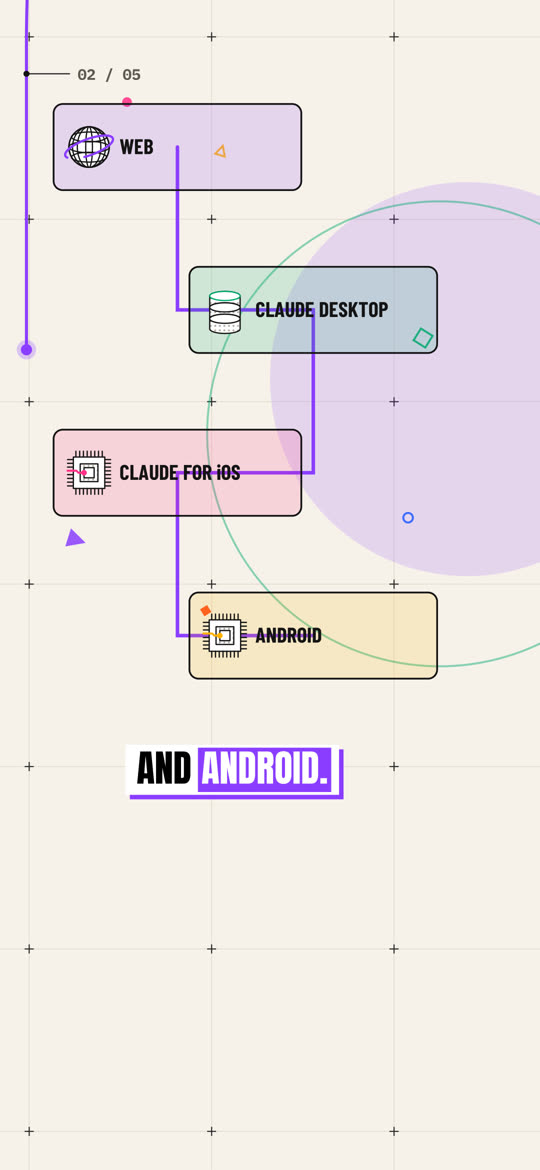 02 / 05
WEB
CLAUDE DESKTOP
CLAUDE FOR iOS
ANDROID
AND ANDROID.